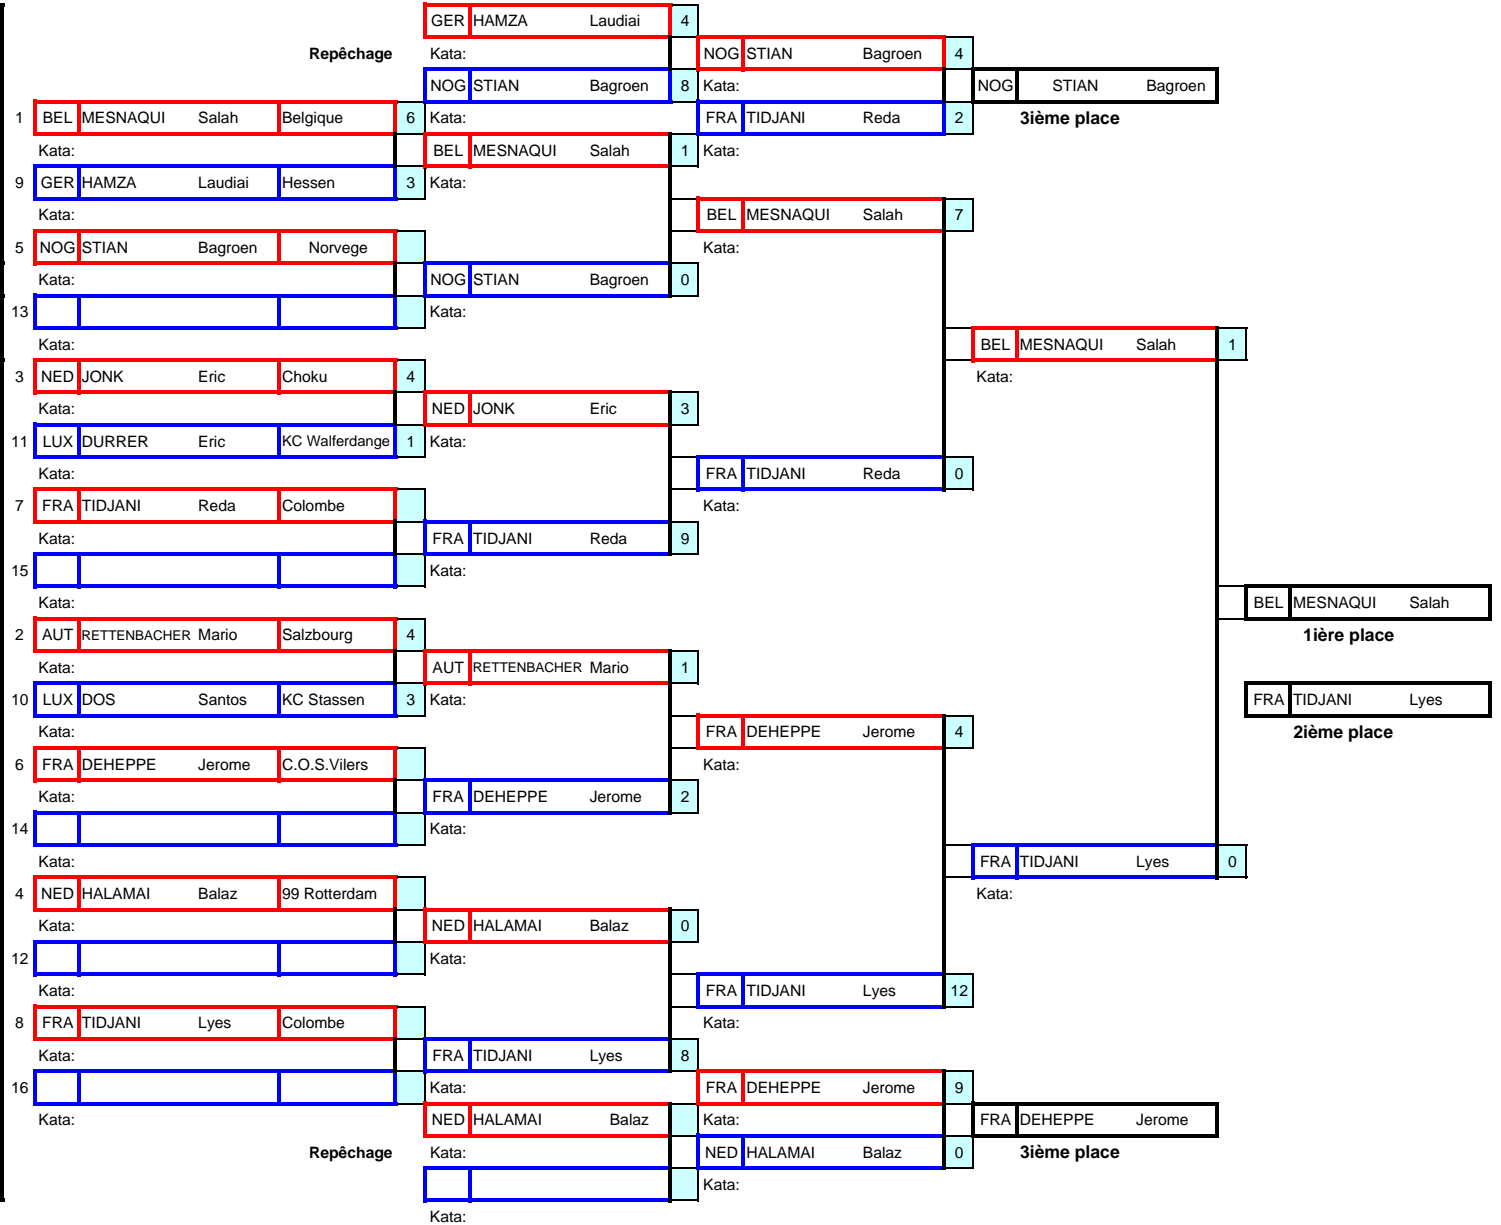 GER HAMZA Laudiai 4
Repêchage Kata: NOG STIAN Bagroen 4
NOG STIAN Bagroen 8 Kata: NOG STIAN Bagroen
1 BEL MESNAQUI Salah Belgique 6 Kata: FRA TIDJANI Reda 2 3ième place
Kata: BEL MESNAQUI Salah 1 Kata:
9 GER HAMZA Laudiai Hessen 3 Kata:
Kata: BEL MESNAQUI Salah 7
5 NOG STIAN Bagroen Norvege Kata:
Kata: NOG STIAN Bagroen 0
13 Kata:
Kata: BEL MESNAQUI Salah 1
3 NED JONK Eric Choku 4 Kata:
Kata: NED JONK Eric 3
11 LUX DURRER Eric KC Walferdange 1 Kata:
Kata: FRA TIDJANI Reda 0
7 FRA TIDJANI Reda Colombe Kata:
Kata: FRA TIDJANI Reda 9
15 Kata:
Kata: BEL MESNAQUI Salah
2 AUT RETTENBACHER Mario Salzbourg 4 1ière place
Kata: AUT RETTENBACHER Mario 1
10 LUX DOS Santos KC Stassen 3 Kata: FRA TIDJANI Lyes
Kata: FRA DEHEPPE Jerome 4 2ième place
6 FRA DEHEPPE Jerome C.O.S.Vilers Kata:
Kata: FRA DEHEPPE Jerome 2
14 Kata:
Kata: FRA TIDJANI Lyes 0
4 NED HALAMAI Balaz 99 Rotterdam Kata:
Kata: NED HALAMAI Balaz 0
12 Kata:
Kata: FRA TIDJANI Lyes 12
8 FRA TIDJANI Lyes Colombe Kata:
Kata: FRA TIDJANI Lyes 8
16 Kata: FRA DEHEPPE Jerome 9
Kata: NED HALAMAI Balaz Kata: FRA DEHEPPE Jerome
Repêchage Kata: NED HALAMAI Balaz 0 3ième place
Kata:
Kata: